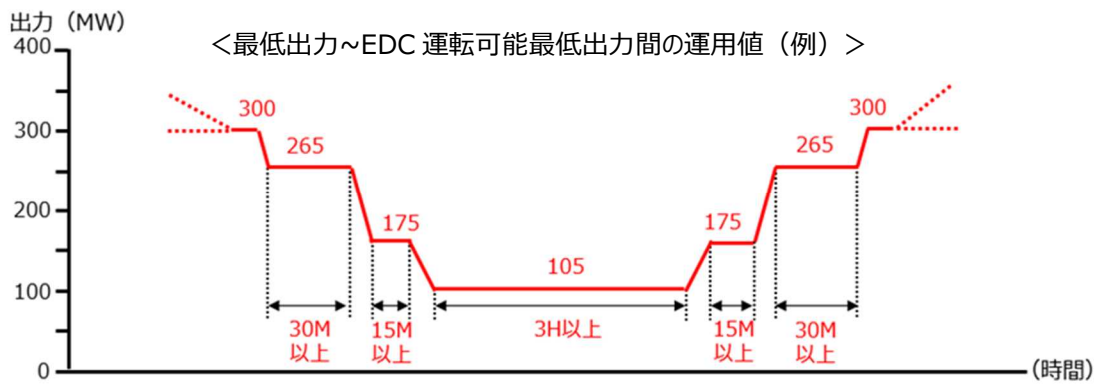 出力（MW）
＜最低出力~EDC 運転可能最低出力間の運用値（例）＞
400
300
200
100
0
300
265
175
105
175
265
300
30M
以上
15M
以上
3H以上
15M
以上
30M
以上
(時間)